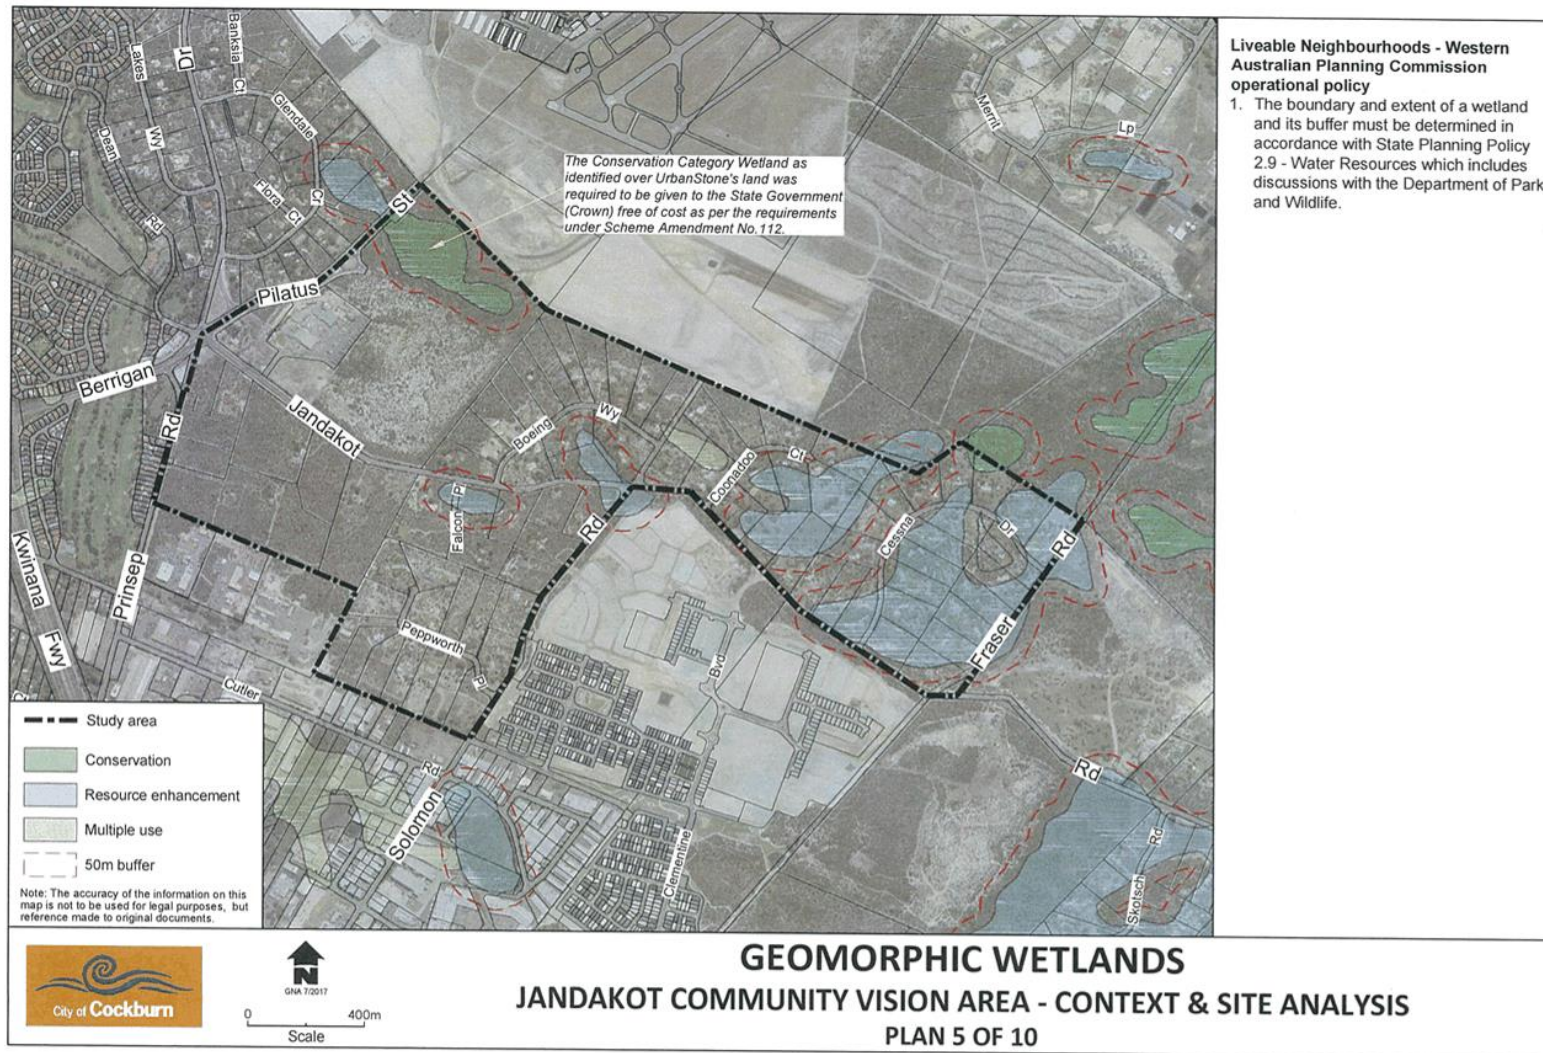 Liveable Neighbourhoods - Western
Australian Planning Commission
operational policy
1. The boundary and extent of a wetland
and its buffer must be determined in
accordance with State Planning Policy
2.9 - Water Resources which includes
discussions with the Department of Park
and Wildlife.
Banksia
Ct
Lakes
Wy
Dr
Dean
Rd
Glendale
Cr
Flora Ct
Merrit
Lp
The Conservation Category Wetland as
identified over UrbanStone's land was
required to be given to the State Government
(Crown) free of cost as per the requirements
under Scheme Amendment No.112.
Pilatus
St
Berrigan
Rd
Jandakot
Boeing
Wy
Coonadoo
Ct
Falcon Pl
Rd
Cessna
Dr
Rd
Fraser
Kwinana
Fwy
Prinsep
Peppworth
Pl
Cutler
Rd
Bvd
Clementine
Solomon
Rd
Rd
Skotsch
Study area
Conservation
Resource enhancement
Multiple use
50m buffer
Note: The accuracy of the information on this
map is not to be used for legal purposes, but
reference made to original documents.
City of Cockburn
N
GNA 7/2017
0 400m
Scale
GEOMORPHIC WETLANDS
JANDAKOT COMMUNITY VISION AREA - CONTEXT & SITE ANALYSIS
PLAN 5 OF 10